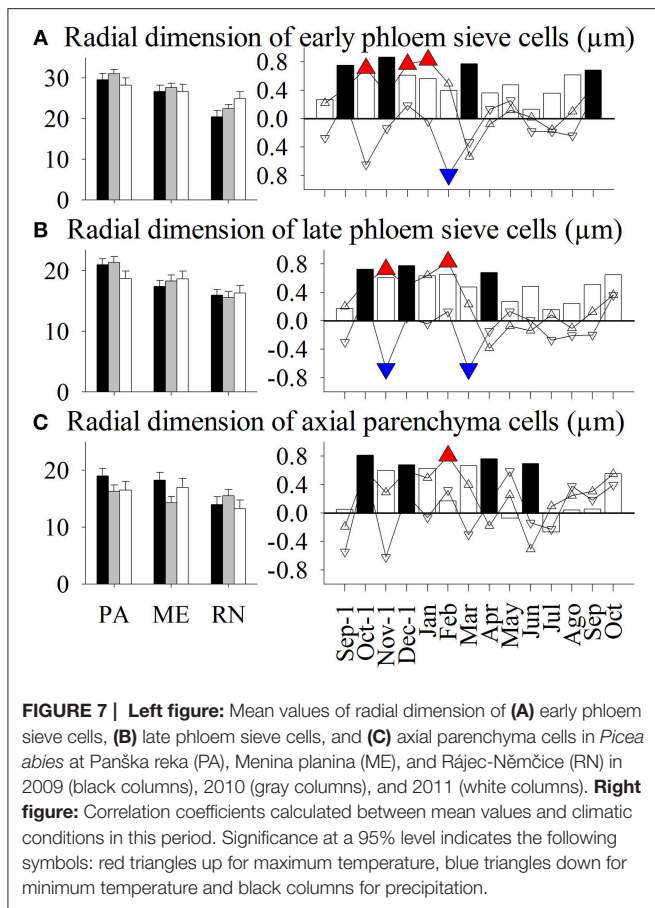 A Radial dimension of early phloem sieve cells (µm)
30
20
10
0
0.8
0.4
0.0
0.4
0.8
B Radial dimension of late phloem sieve cells (µm)
20
10
0
0.8
0.4
0.0
-0.4
-0.8
C Radial dimension of axial parenchyma cells (µm)
20
10
0
PA ME RN
0.8
0.4
0.0
-0.4
-0.8
Sep-1 Oct-1 Nov-1 Dec-1 Jan Feb Mar Apr May Jun Jul Ago Sep Oct
FIGURE 7 | Left figure: Mean values of radial dimension of (A) early phloem
sieve cells, (B) late phloem sieve cells, and (C) axial parenchyma cells in Picea
abies at Panška reka (PA), Menina planina (ME), and Rájec-Němčice (RN) in
2009 (black columns), 2010 (gray columns), and 2011 (white columns). Right
figure: Correlation coefficients calculated between mean values and climatic
conditions in this period. Significance at a 95% level indicates the following
symbols: red triangles up for maximum temperature, blue triangles down for
minimum temperature and black columns for precipitation.